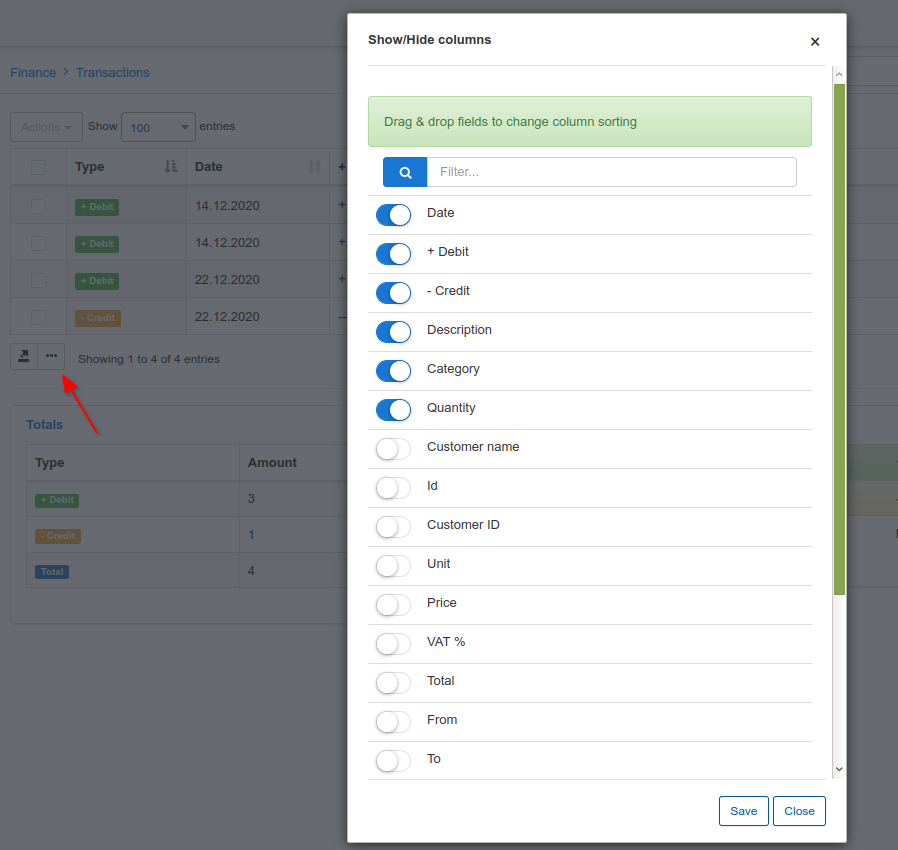 Finance > Transactions
Actions Show 100 entries
Type Date +
+ Debit 14.12.2020 +
+ Debit 14.12.2020 +
+ Debit 22.12.2020 +
- Credit 22.12.2020 --
Showing 1 to 4 of 4 entries
Totals
Type Amount
+ Debit 3
- Credit 1
Total 4
Show/Hide columns
Drag & drop fields to change column sorting
Filter...
Date
+ Debit
- Credit
Description
Category
Quantity
Customer name
Id
Customer ID
Unit
Price
VAT %
Total
From
To
Save Close